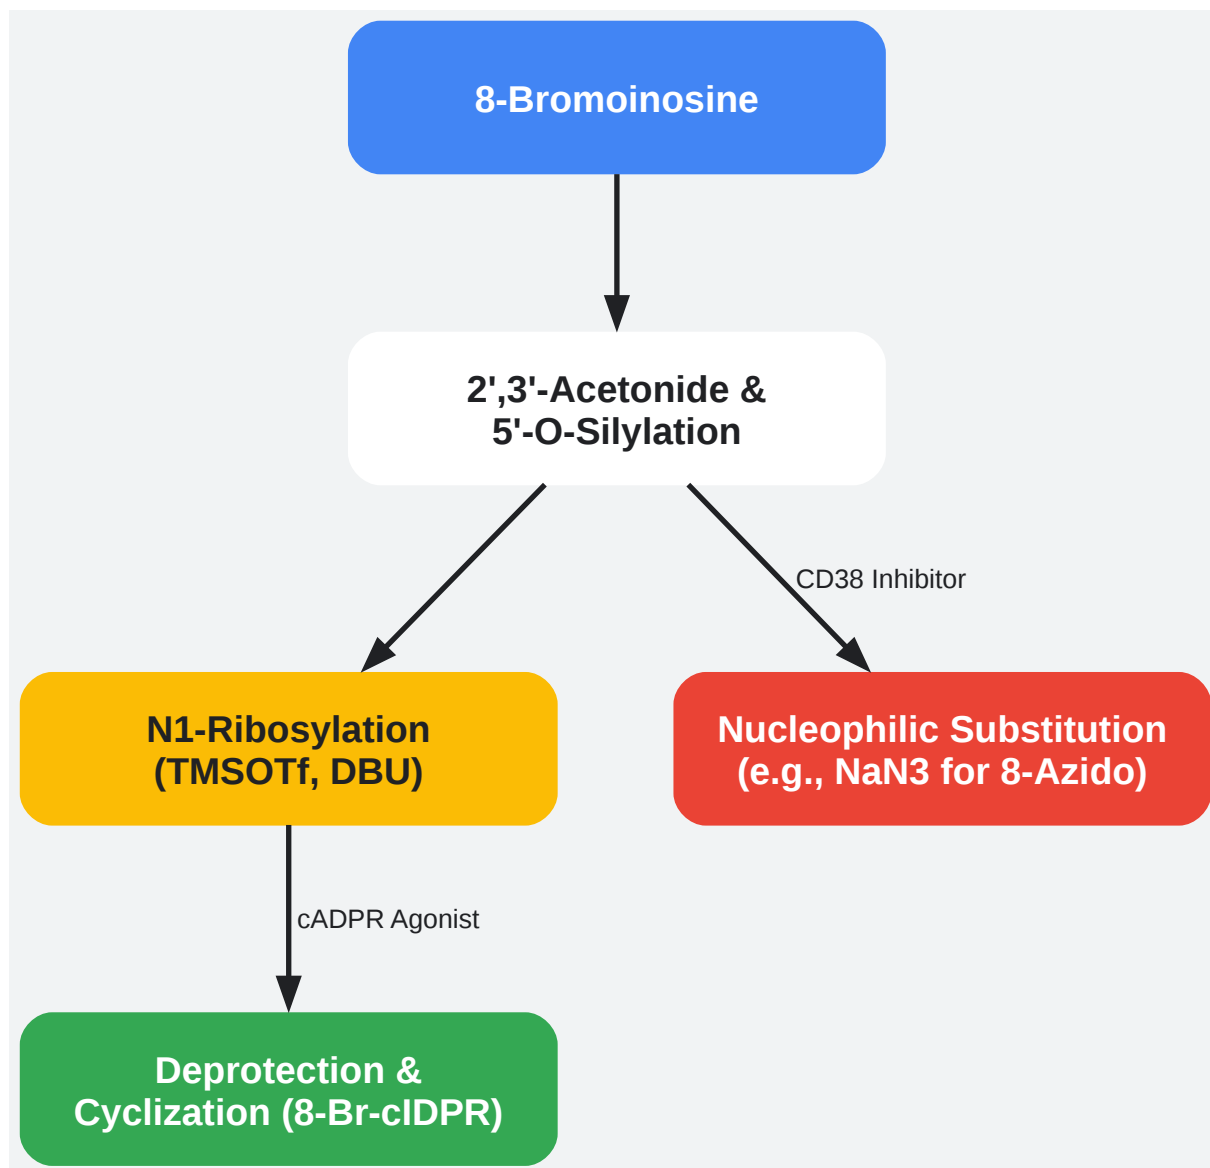 8-Bromoinosine
2',3'-Acetonide &
5'-O-Silylation
CD38 Inhibitor
N1-Ribosylation
(TMSOTf, DBU)
Nucleophilic Substitution
(e.g., NaN3 for 8-Azido)
cADPR Agonist
Deprotection &
Cyclization (8-Br-cIDPR)